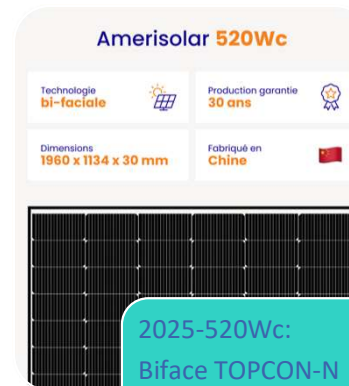 Amerisolar 520Wc
Technologie
bi-faciale
Production garantie
30 ans
Dimensions
1960 x 1134 x 30 mm
Fabriqué en
Chine
2025-520Wc:
Biface TOPCON-N